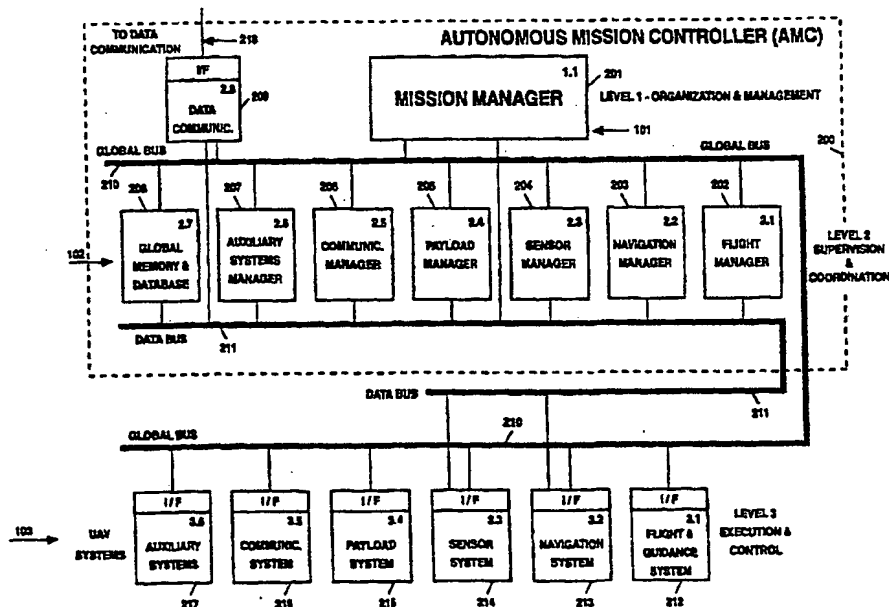 TO DATA
COMMUNICATION
213
AUTONOMOUS MISSION CONTROLLER (AMC)
I/F
2.8
DATA
COMMUNIC.
209
1.1
MISSION MANAGER
201
LEVEL 1 - ORGANIZATION & MANAGEMENT
101
GLOBAL BUS
210
GLOBAL BUS
200
208
207
206
205
204
203
202
2.7
GLOBAL
MEMORY &
DATABASE
2.6
AUXILIARY
SYSTEMS
MANAGER
2.5
COMMUNIC.
MANAGER
2.4
PAYLOAD
MANAGER
2.3
SENSOR
MANAGER
2.2
NAVIGATION
MANAGER
2.1
FLIGHT
MANAGER
102
LEVEL 2
SUPERVISION
&
COORDINATION
DATA BUS
211
DATA BUS
211
GLOBAL BUS
210
103
UAV
SYSTEMS
I/F
3.6
AUXILIARY
SYSTEMS
I/F
3.5
COMMUNIC.
SYSTEM
I/F
3.4
PAYLOAD
SYSTEM
I/F
3.3
SENSOR
SYSTEM
I/F
3.2
NAVIGATION
SYSTEM
I/F
3.1
FLIGHT &
GUIDANCE
SYSTEM
LEVEL 3
EXECUTION &
CONTROL
217
216
215
214
213
212